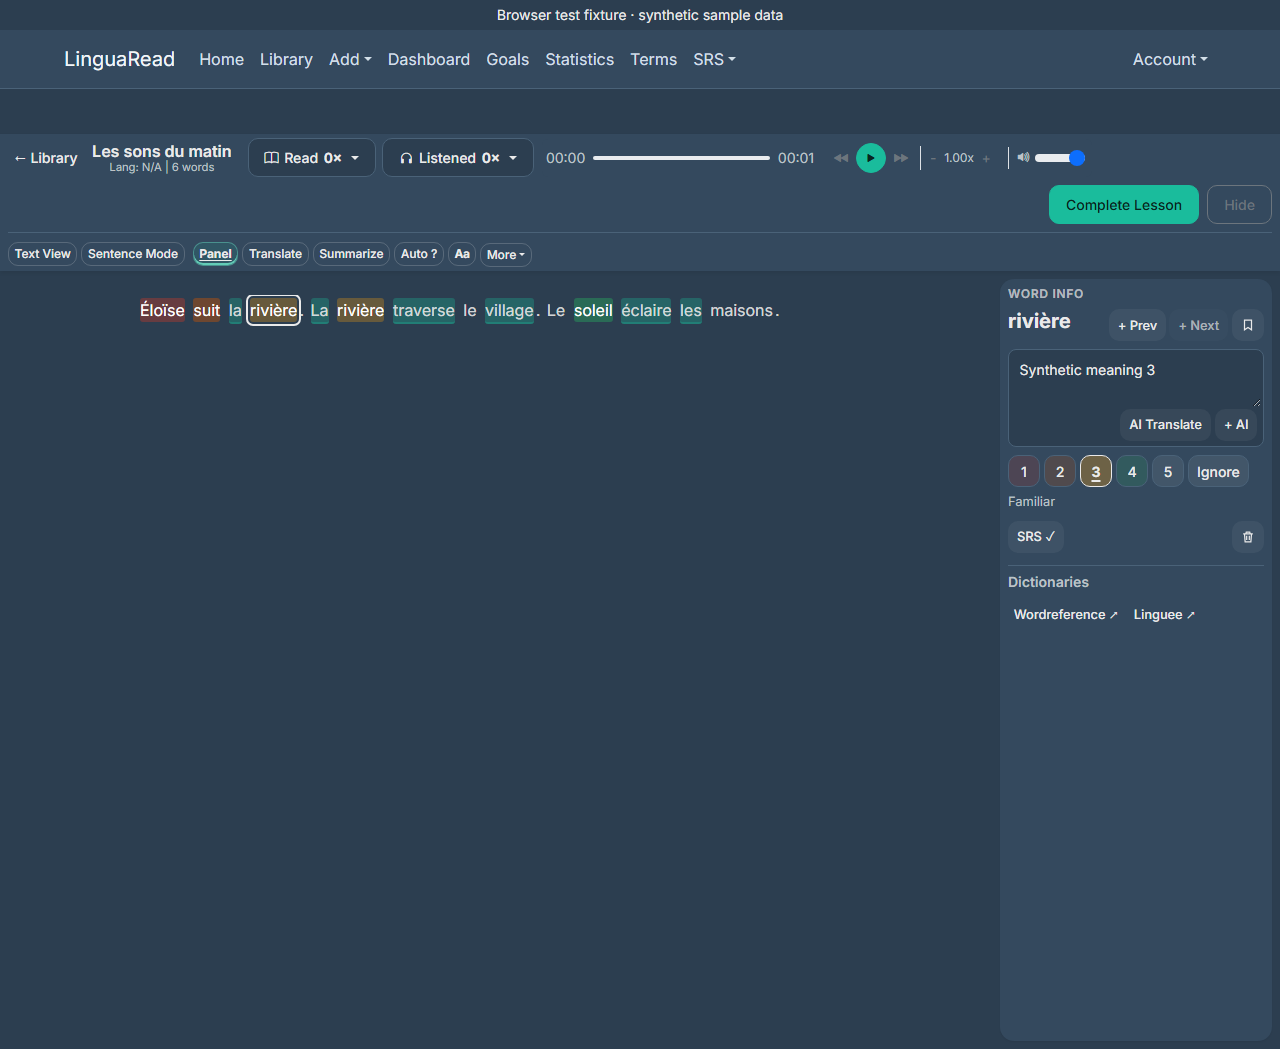 Browser test fixture · synthetic sample data
LinguaRead Home Library Add Dashboard Goals Statistics Terms SRS Account
← Library
Les sons du matin
Lang: N/A | 6 words
Read 0× Listened 0× 00:00 00:01 - 1.00x +
Complete Lesson Hide
Text View Sentence Mode Panel Translate Summarize Auto ? Aa More
Éloïse suit la rivière. La rivière traverse le village. Le soleil éclaire les maisons.
WORD INFO
rivière + Prev + Next
Synthetic meaning 3
AI Translate + AI
1 2 3 4 5 Ignore
Familiar
SRS ✓
Dictionaries
Wordreference ↗ Linguee ↗